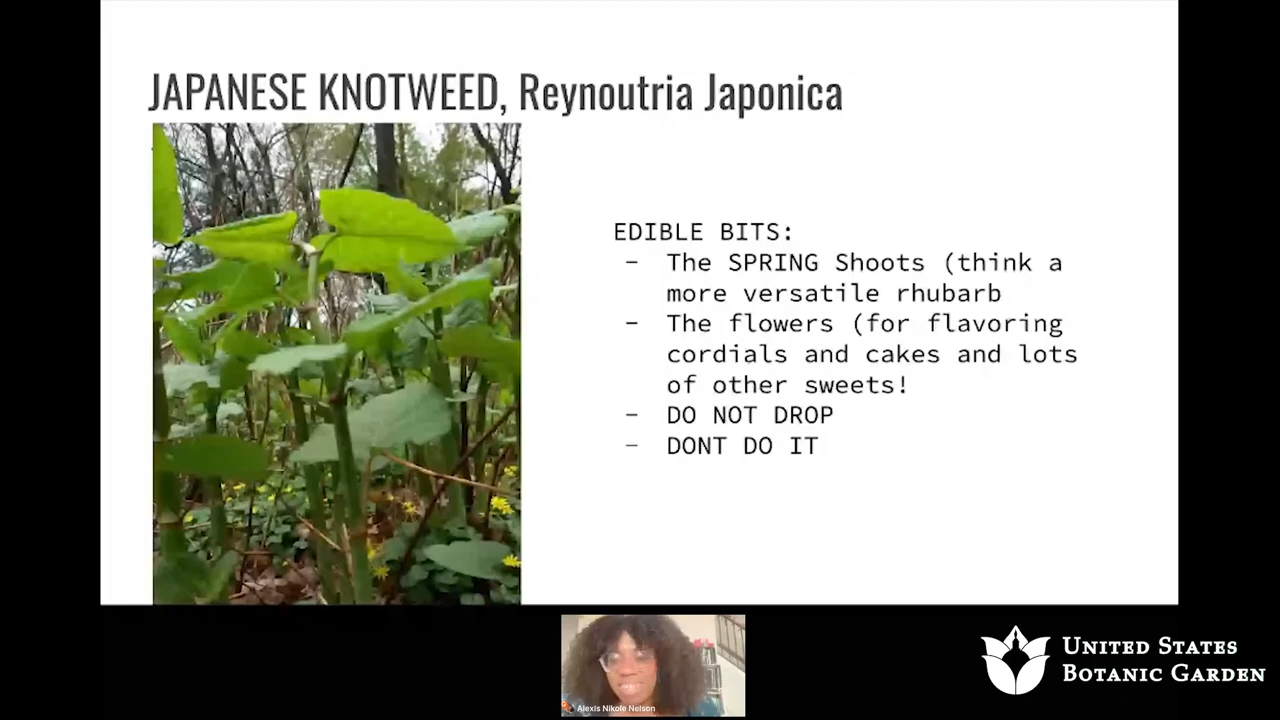 JAPANESE KNOTWEED, Reynoutria Japonica
EDIBLE BITS:
- The SPRING Shoots (think a
more versatile rhubarb
- The flowers (for flavoring
cordials and cakes and lots
of other sweets!
- DO NOT DROP
- DONT DO IT
Alexis Nikole Nelson
UNITED STATES
BOTANIC GARDEN